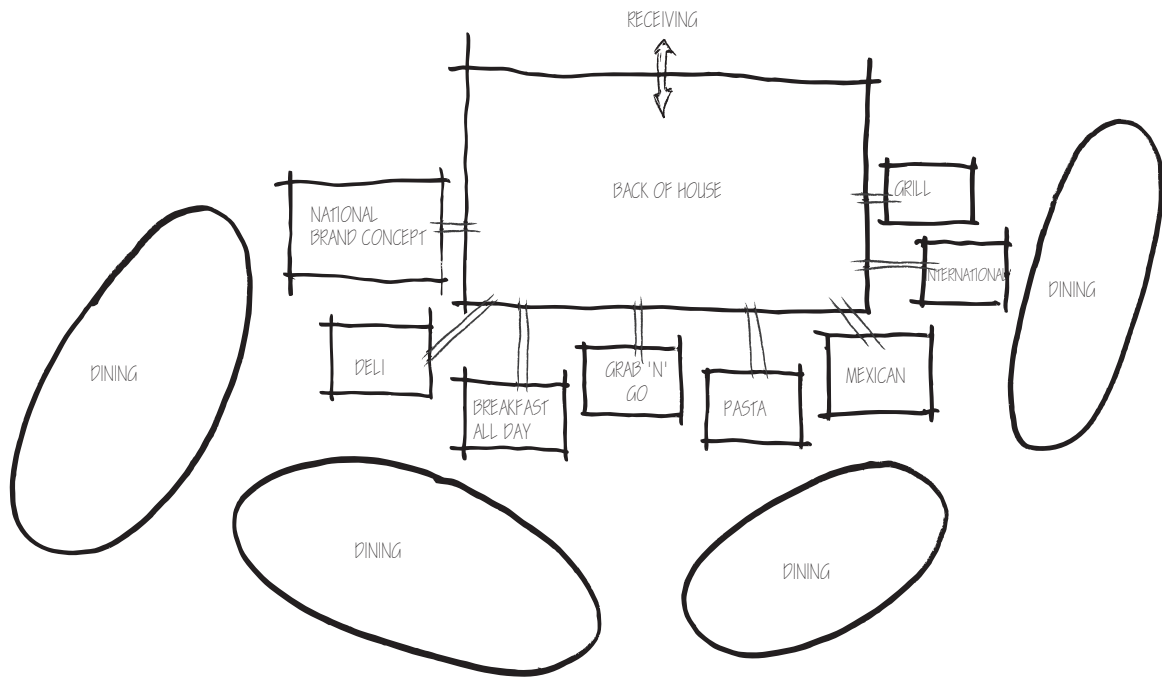 RECEIVING
BACK OF HOUSE
GRILL
NATIONAL
BRAND CONCEPT
INTERNATIONAL
DINING
DELI
GRAB 'N'
GO
MEXICAN
DINING
BREAKFAST
ALL DAY
PASTA
DINING
DINING